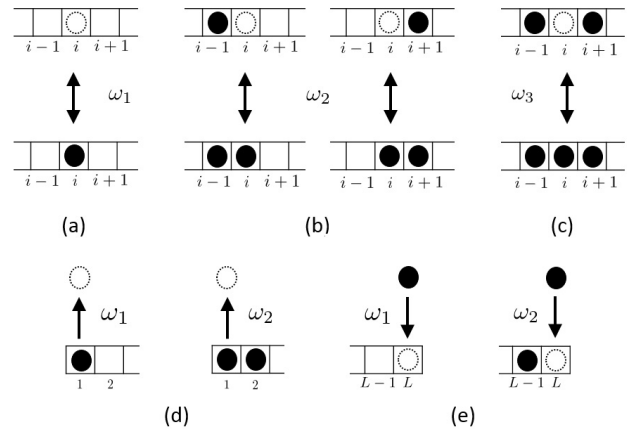 i − 1 i i + 1 i − 1 i i + 1 i − 1 i i + 1 i − 1 i i + 1
ω₁ ω₂ ω₃
i − 1 i i + 1 i − 1 i i + 1 i − 1 i i + 1 i − 1 i i + 1
(a) (b) (c)
ω₁ ω₂ ω₁ ω₂
1 2 1 2 L − 1 L L − 1 L
(d) (e)